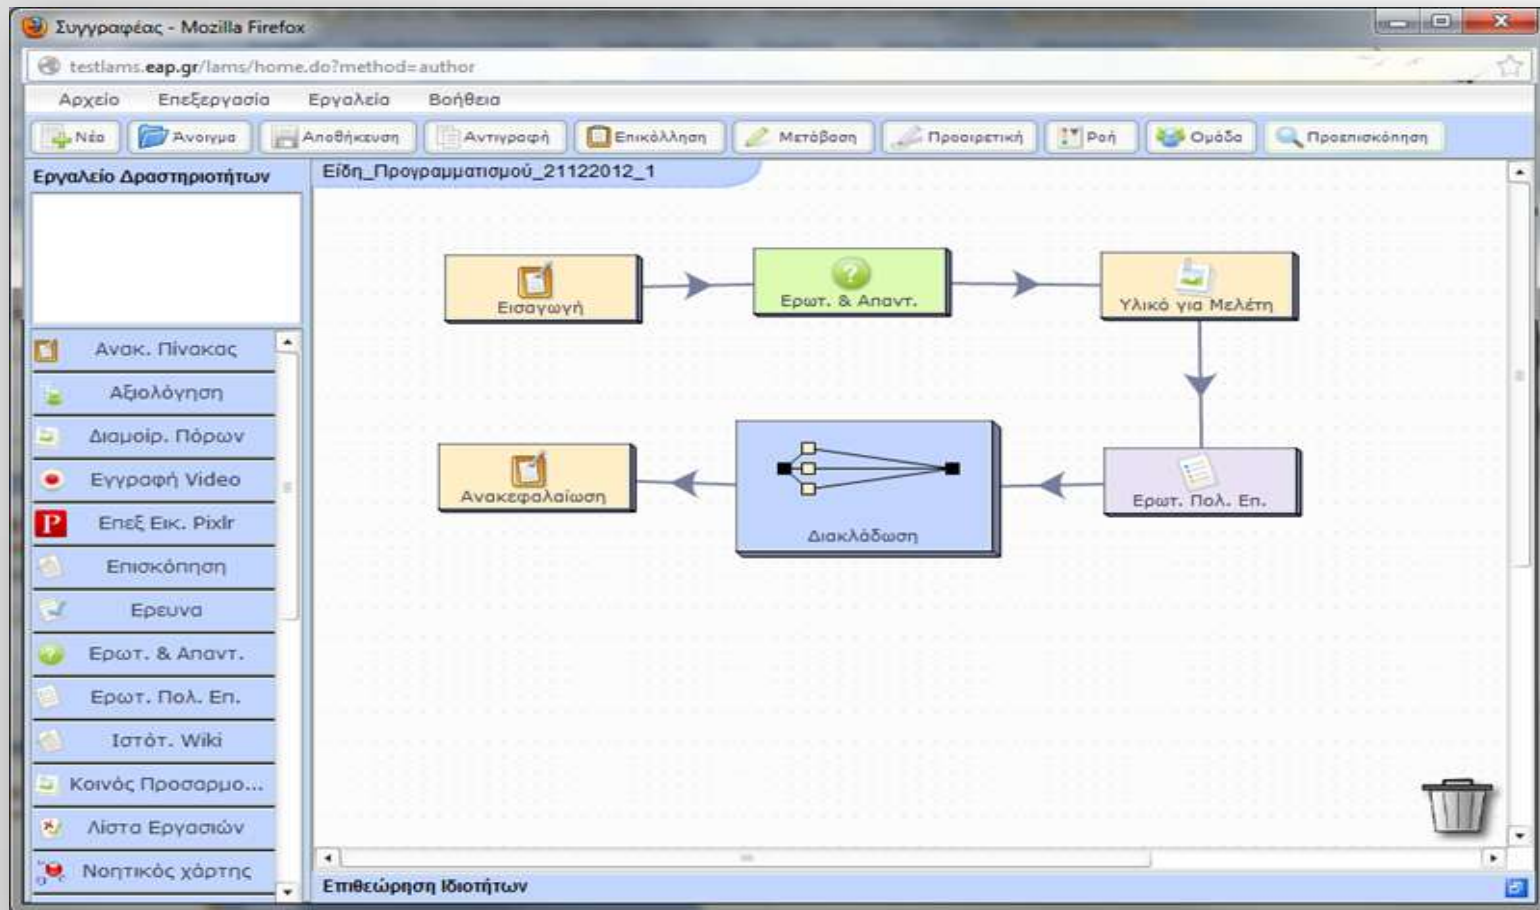 Συγγραφέας - Mozilla Firefox
testlams.eap.gr/lams/home.do?method=author
Αρχείο Επεξεργασία Εργαλεία Βοήθεια
Νέο Άνοιγμα Αποθήκευση Αντιγραφή Επικόλληση Μετάβαση Προαιρετική Ροή Ομάδα Προεπισκόπηση
Εργαλείο Δραστηριοτήτων
Είδη_Προγραμματισμού_21122012_1
Εισαγωγή
Ερωτ. & Απαντ.
Υλικό για Μελέτη
Ανακεφαλαίωση
Διακλάδωση
Ερωτ. Πολ. Επ.
Ανακ. Πίνακας
Αξιολόγηση
Διαμοίρ. Πόρων
Εγγραφή Video
Επεξ Εικ. Pixlr
Επισκόπηση
Ερευνα
Ερωτ. & Απαντ.
Ερωτ. Πολ. Επ.
Ιστότ. Wiki
Κοινός Προσαρμο...
Λίστα Εργασιών
Νοητικός χάρτης
Επιθεώρηση Ιδιοτήτων